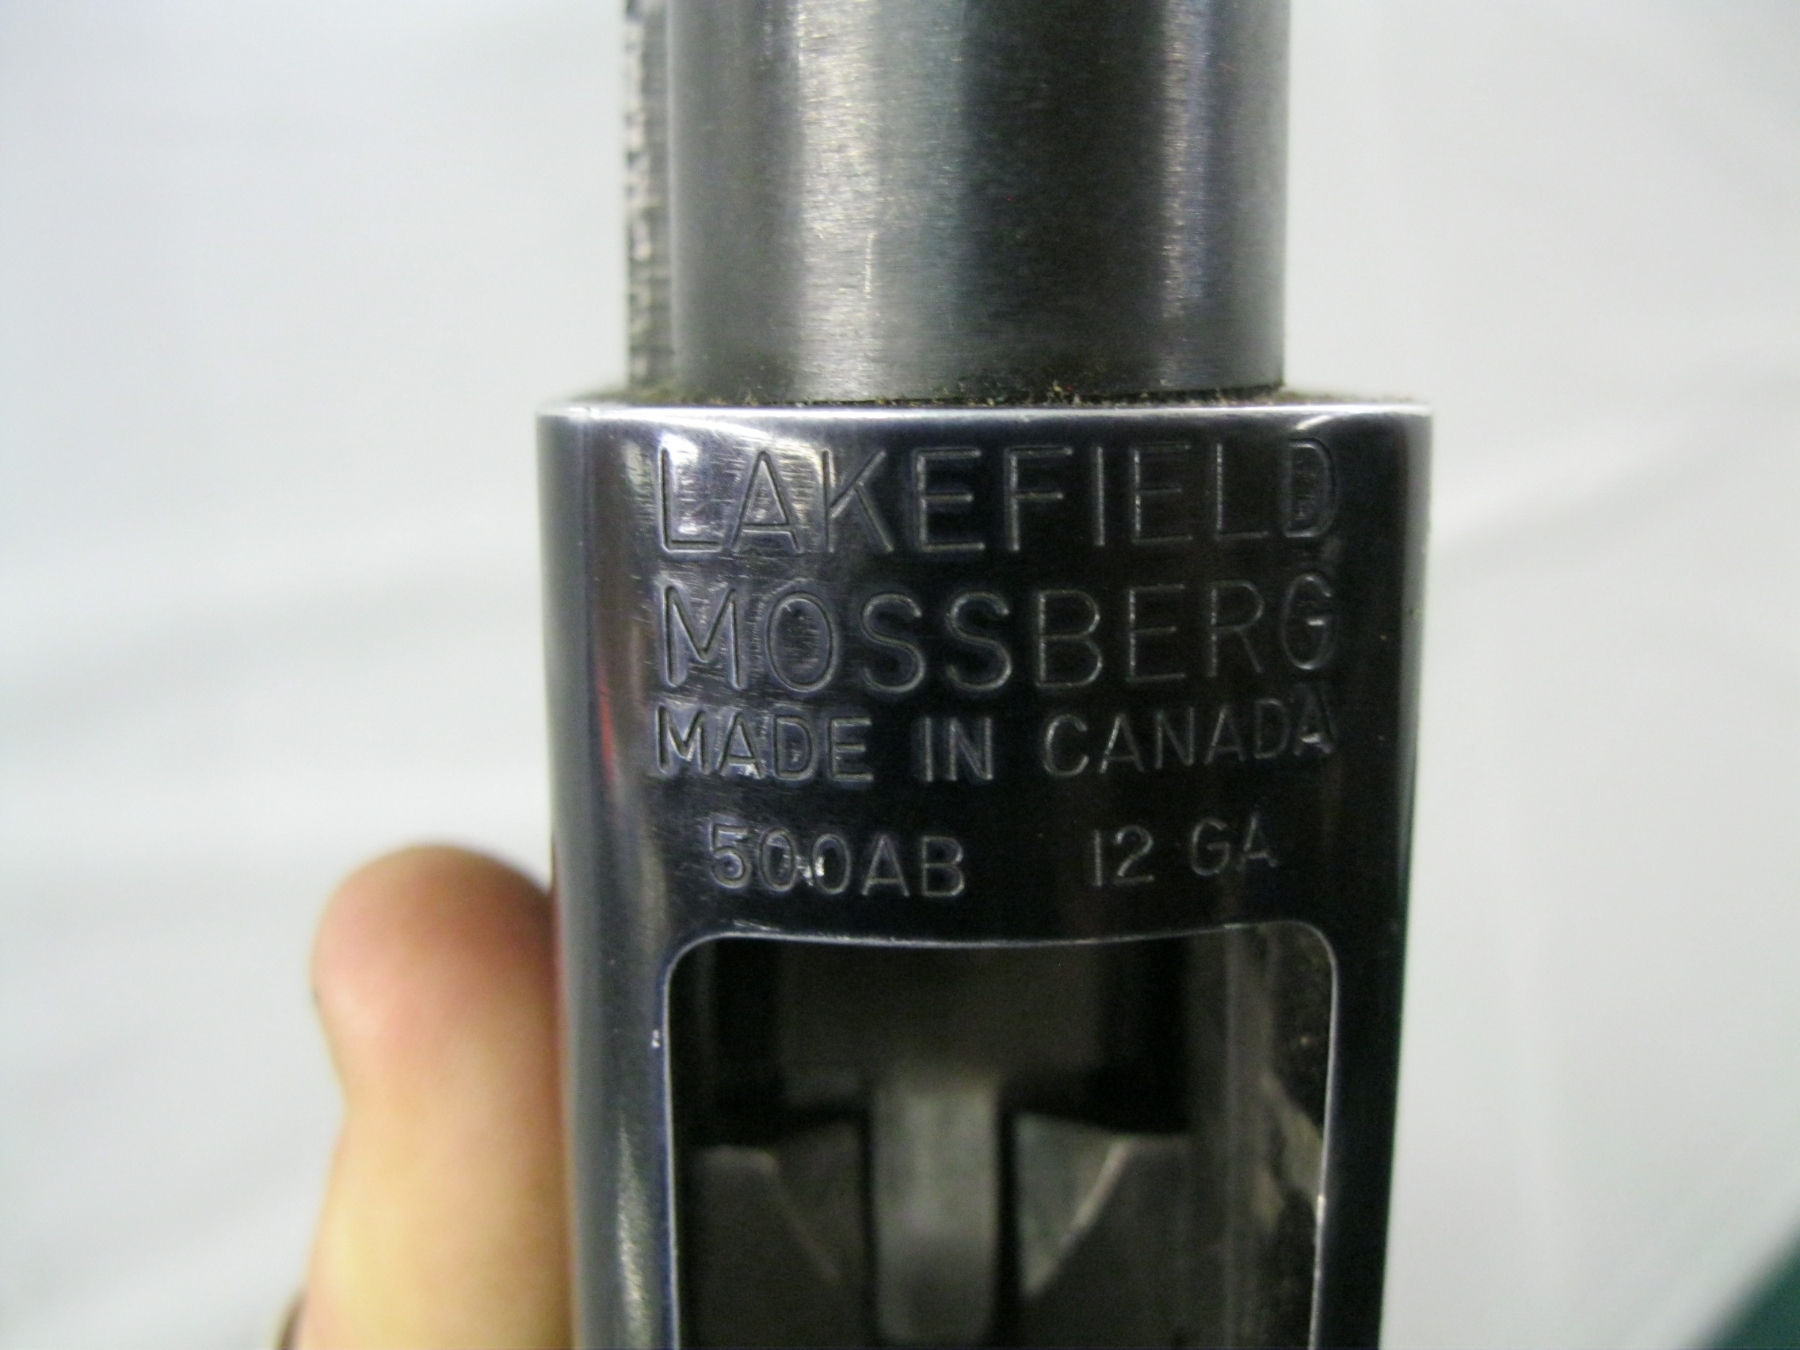 LAKEFIELD
MOSSBERG
MADE IN CANADA
500AB 12 GA